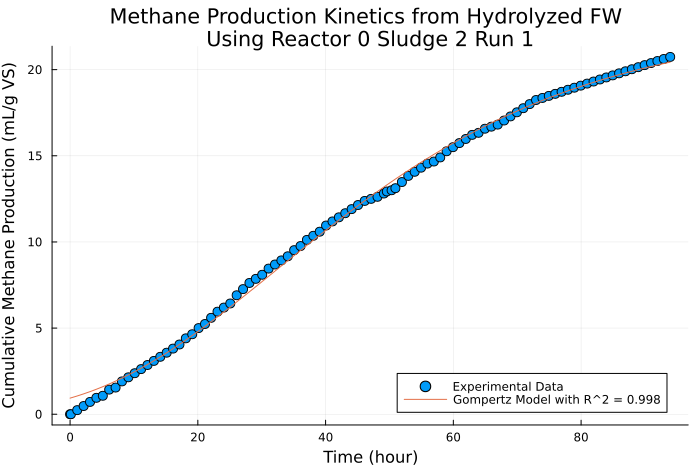 Methane Production Kinetics from Hydrolyzed FW
Using Reactor 0 Sludge 2 Run 1
Cumulative Methane Production (mL/g VS)
20
15
10
5
0
0 20 40 60 80
Time (hour)
Experimental Data
Gompertz Model with R^2 = 0.998